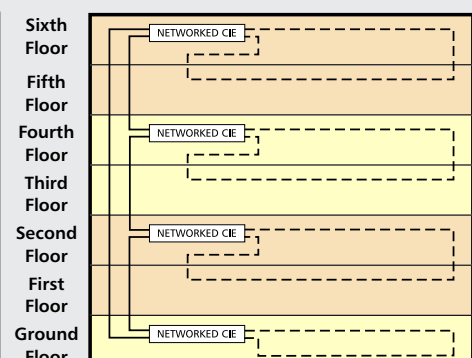 Sixth
Floor
NETWORKED CIE
Fifth
Floor
Fourth
Floor
NETWORKED CIE
Third
Floor
Second
Floor
NETWORKED CIE
First
Floor
Ground
Floor
NETWORKED CIE